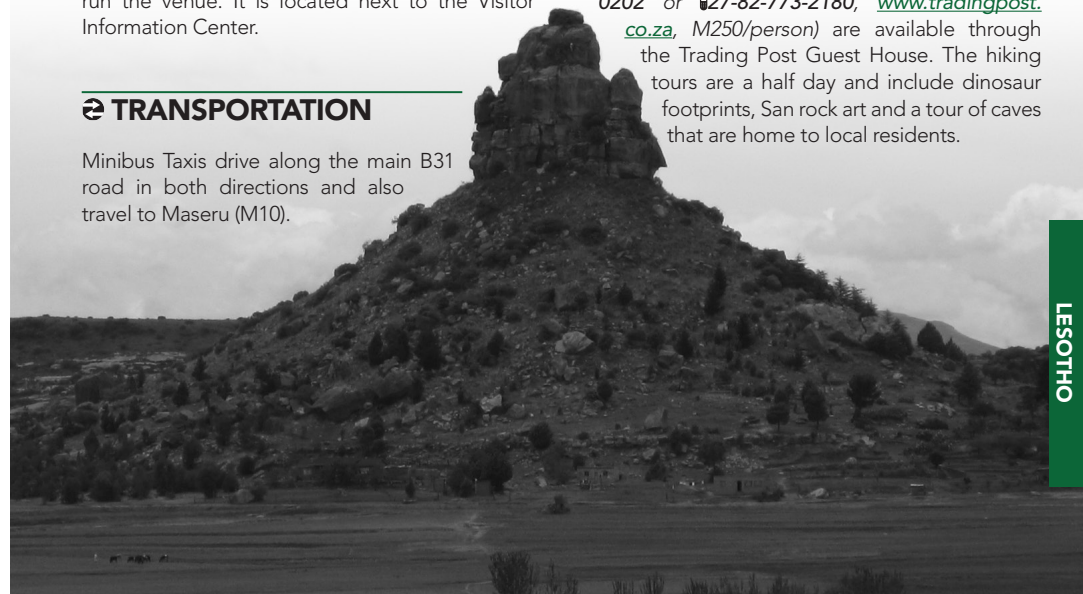 run the venue. It is located next to the Visitor
Information Center.
TRANSPORTATION
Minibus Taxis drive along the main B31
road in both directions and also
travel to Maseru (M10).
0202 or 27-82-773-2180, www.tradingpost.
co.za, M250/person) are available through
the Trading Post Guest House. The hiking
tours are a half day and include dinosaur
footprints, San rock art and a tour of caves
that are home to local residents.
LESOTHO